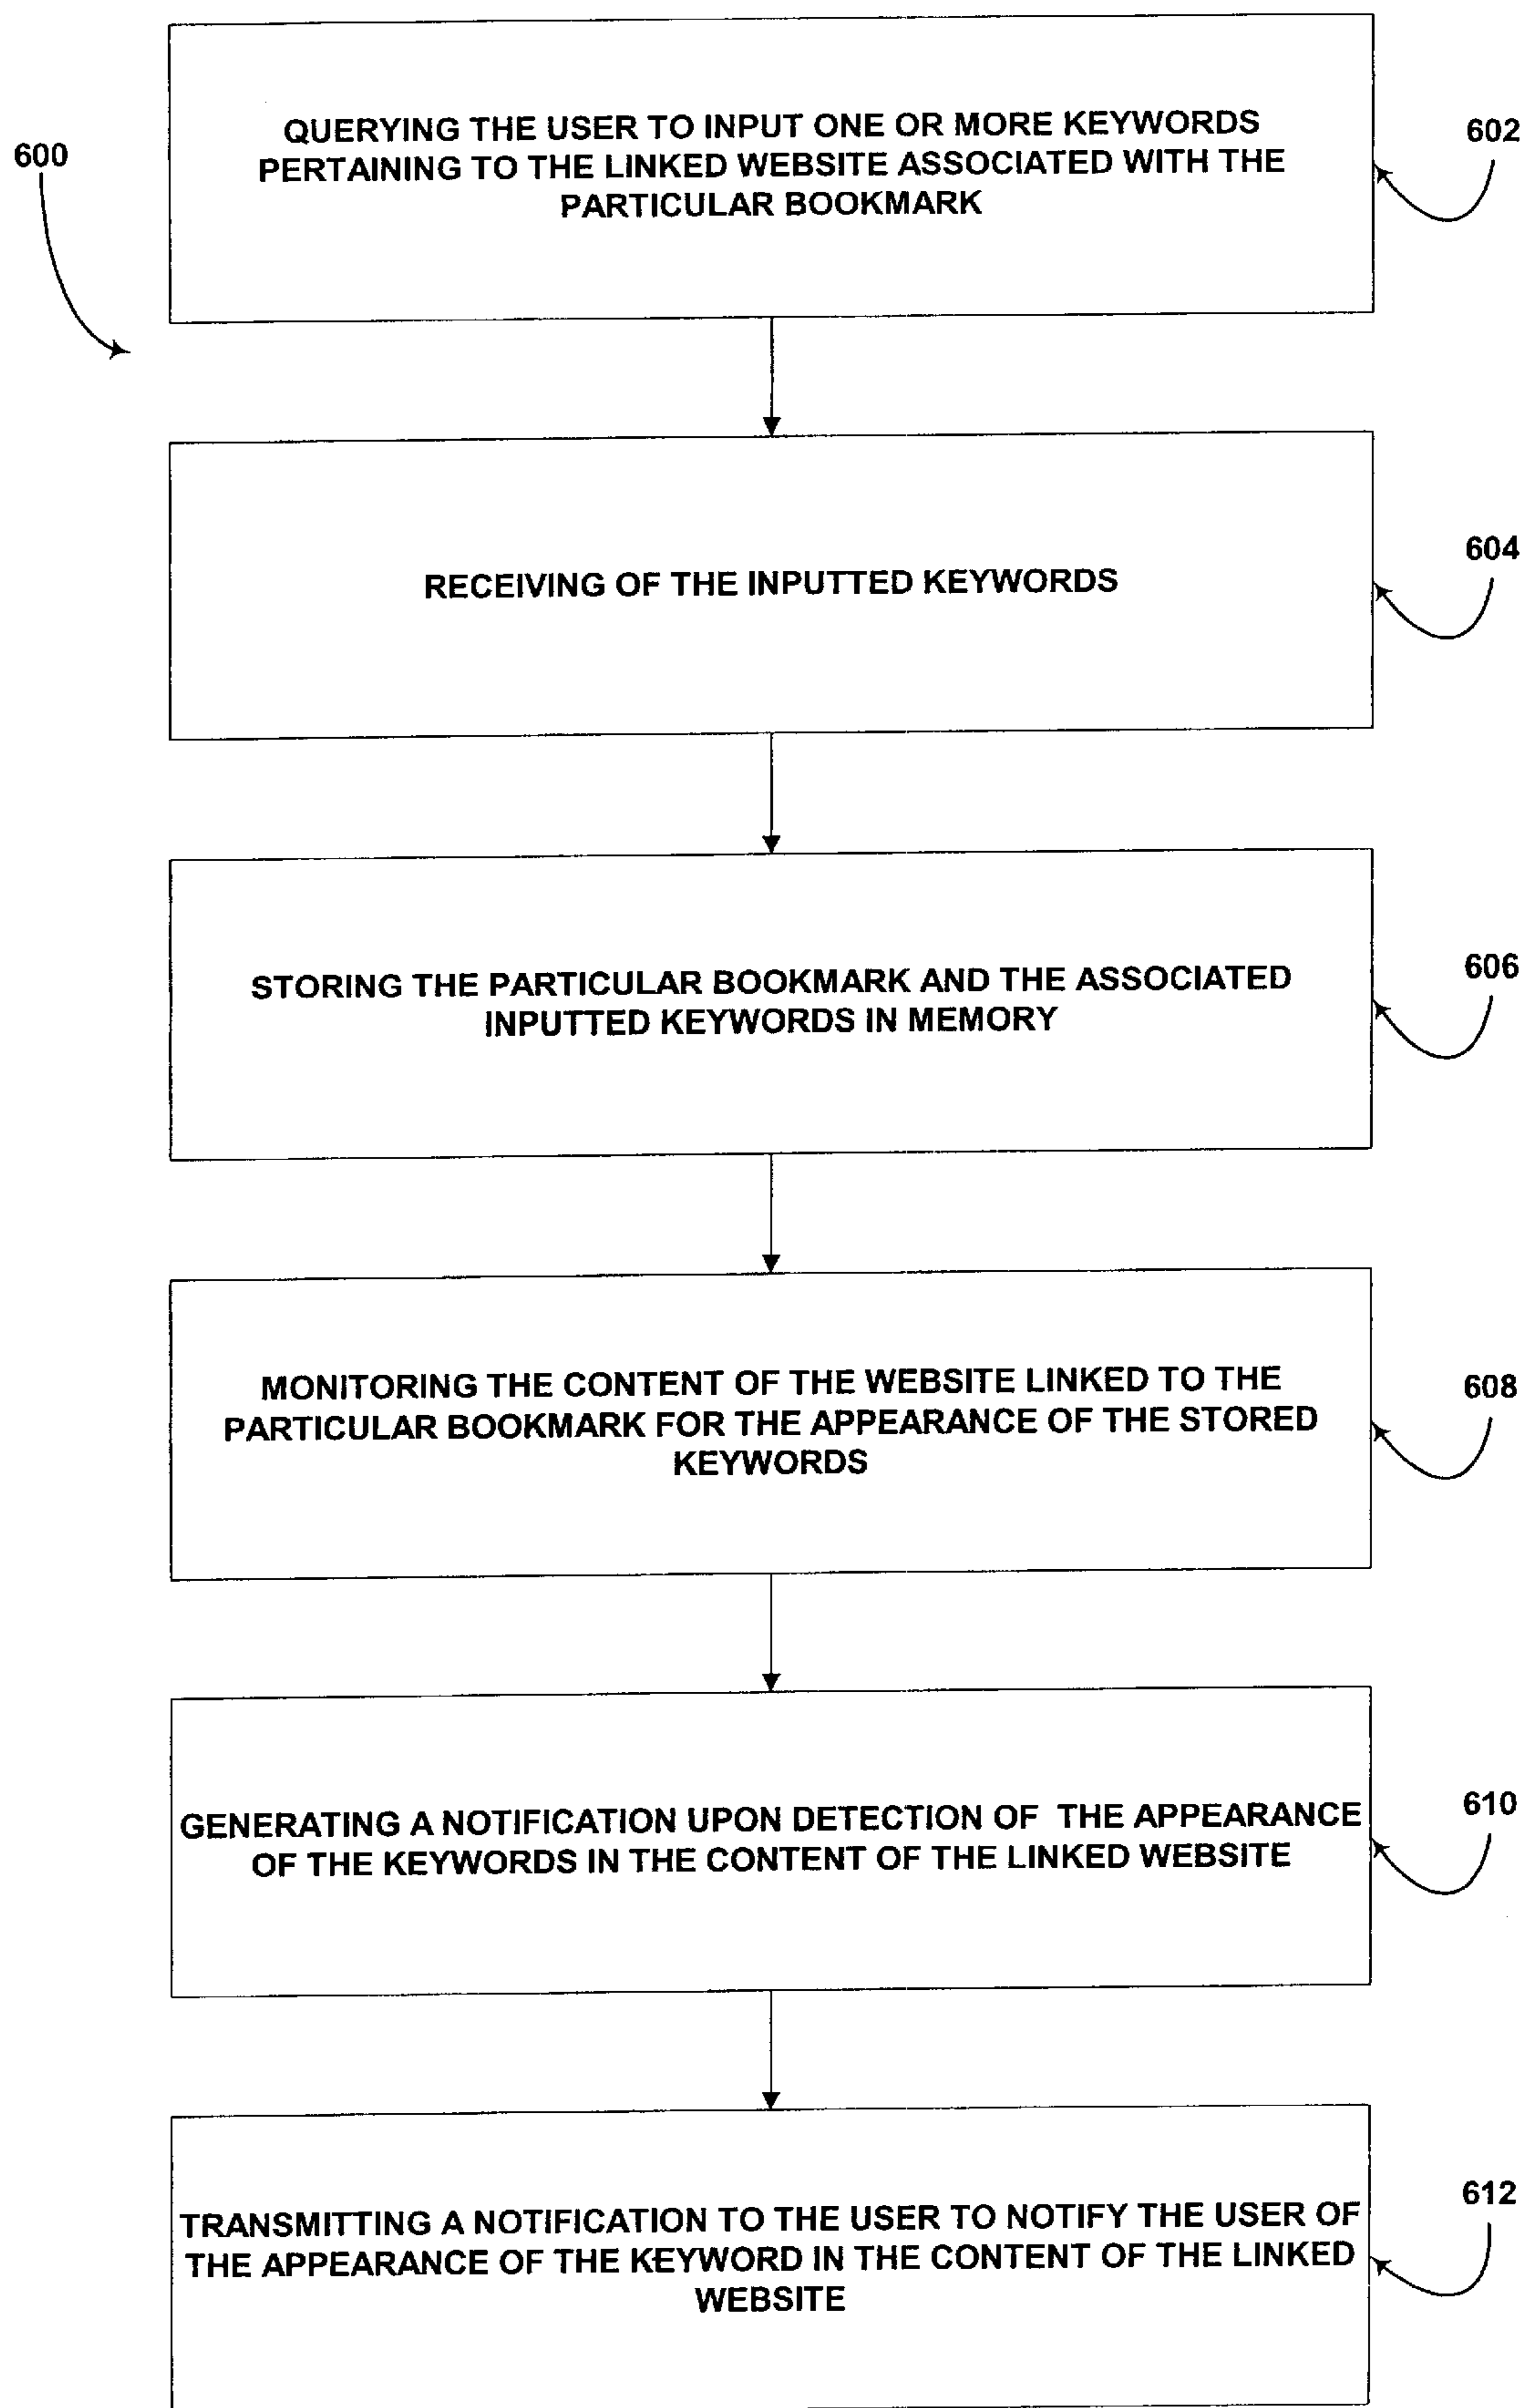 600
QUERYING THE USER TO INPUT ONE OR MORE KEYWORDS
PERTAINING TO THE LINKED WEBSITE ASSOCIATED WITH THE
PARTICULAR BOOKMARK
602
RECEIVING OF THE INPUTTED KEYWORDS
604
STORING THE PARTICULAR BOOKMARK AND THE ASSOCIATED
INPUTTED KEYWORDS IN MEMORY
606
MONITORING THE CONTENT OF THE WEBSITE LINKED TO THE
PARTICULAR BOOKMARK FOR THE APPEARANCE OF THE STORED
KEYWORDS
608
GENERATING A NOTIFICATION UPON DETECTION OF THE APPEARANCE
OF THE KEYWORDS IN THE CONTENT OF THE LINKED WEBSITE
610
TRANSMITTING A NOTIFICATION TO THE USER TO NOTIFY THE USER OF
THE APPEARANCE OF THE KEYWORD IN THE CONTENT OF THE LINKED
WEBSITE
612